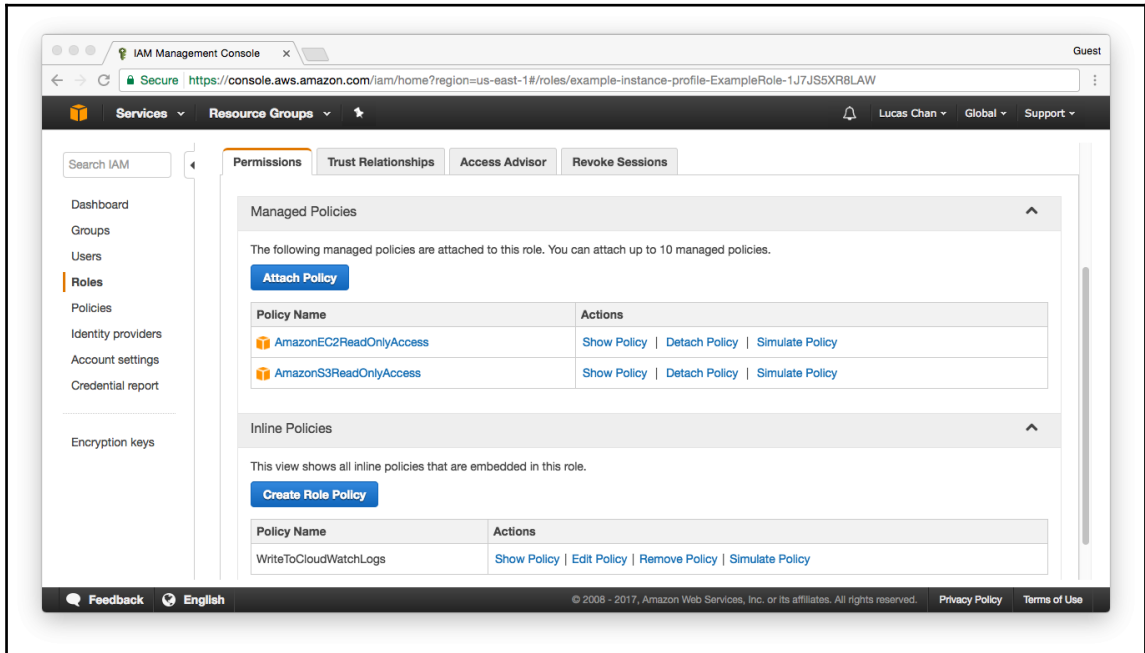 IAM Management Console
Guest
Secure https://console.aws.amazon.com/iam/home?region=us-east-1#/roles/example-instance-profile-ExampleRole-1J7JS5XR8LAW
Services Resource Groups Lucas Chan Global Support
Search IAM
Dashboard
Groups
Users
Roles
Policies
Identity providers
Account settings
Credential report
Encryption keys
Permissions Trust Relationships Access Advisor Revoke Sessions
Managed Policies
The following managed policies are attached to this role. You can attach up to 10 managed policies.
Attach Policy
Policy Name Actions
AmazonEC2ReadOnlyAccess Show Policy | Detach Policy | Simulate Policy
AmazonS3ReadOnlyAccess Show Policy | Detach Policy | Simulate Policy
Inline Policies
This view shows all inline policies that are embedded in this role.
Create Role Policy
Policy Name Actions
WriteToCloudWatchLogs Show Policy | Edit Policy | Remove Policy | Simulate Policy
Feedback English © 2008 - 2017, Amazon Web Services, Inc. or its affiliates. All rights reserved. Privacy Policy Terms of Use